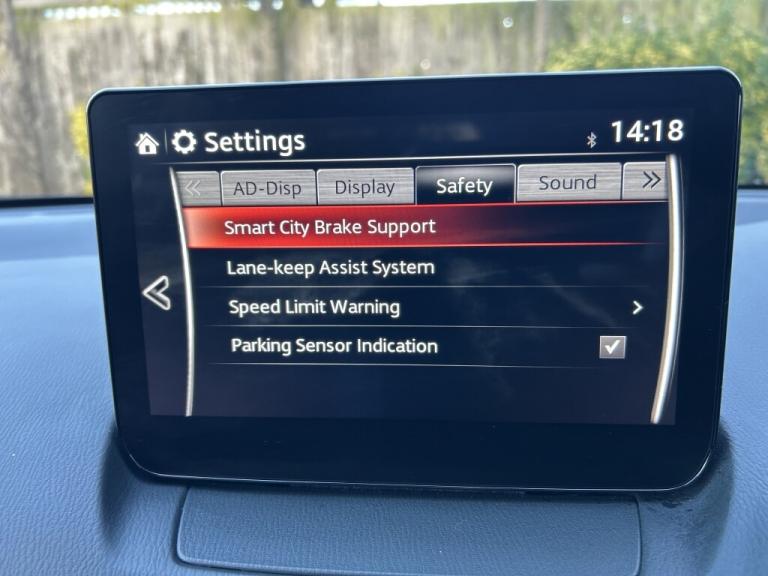 Settings 14:18
AD-Disp Display Safety Sound
Smart City Brake Support
Lane-keep Assist System
Speed Limit Warning
Parking Sensor Indication